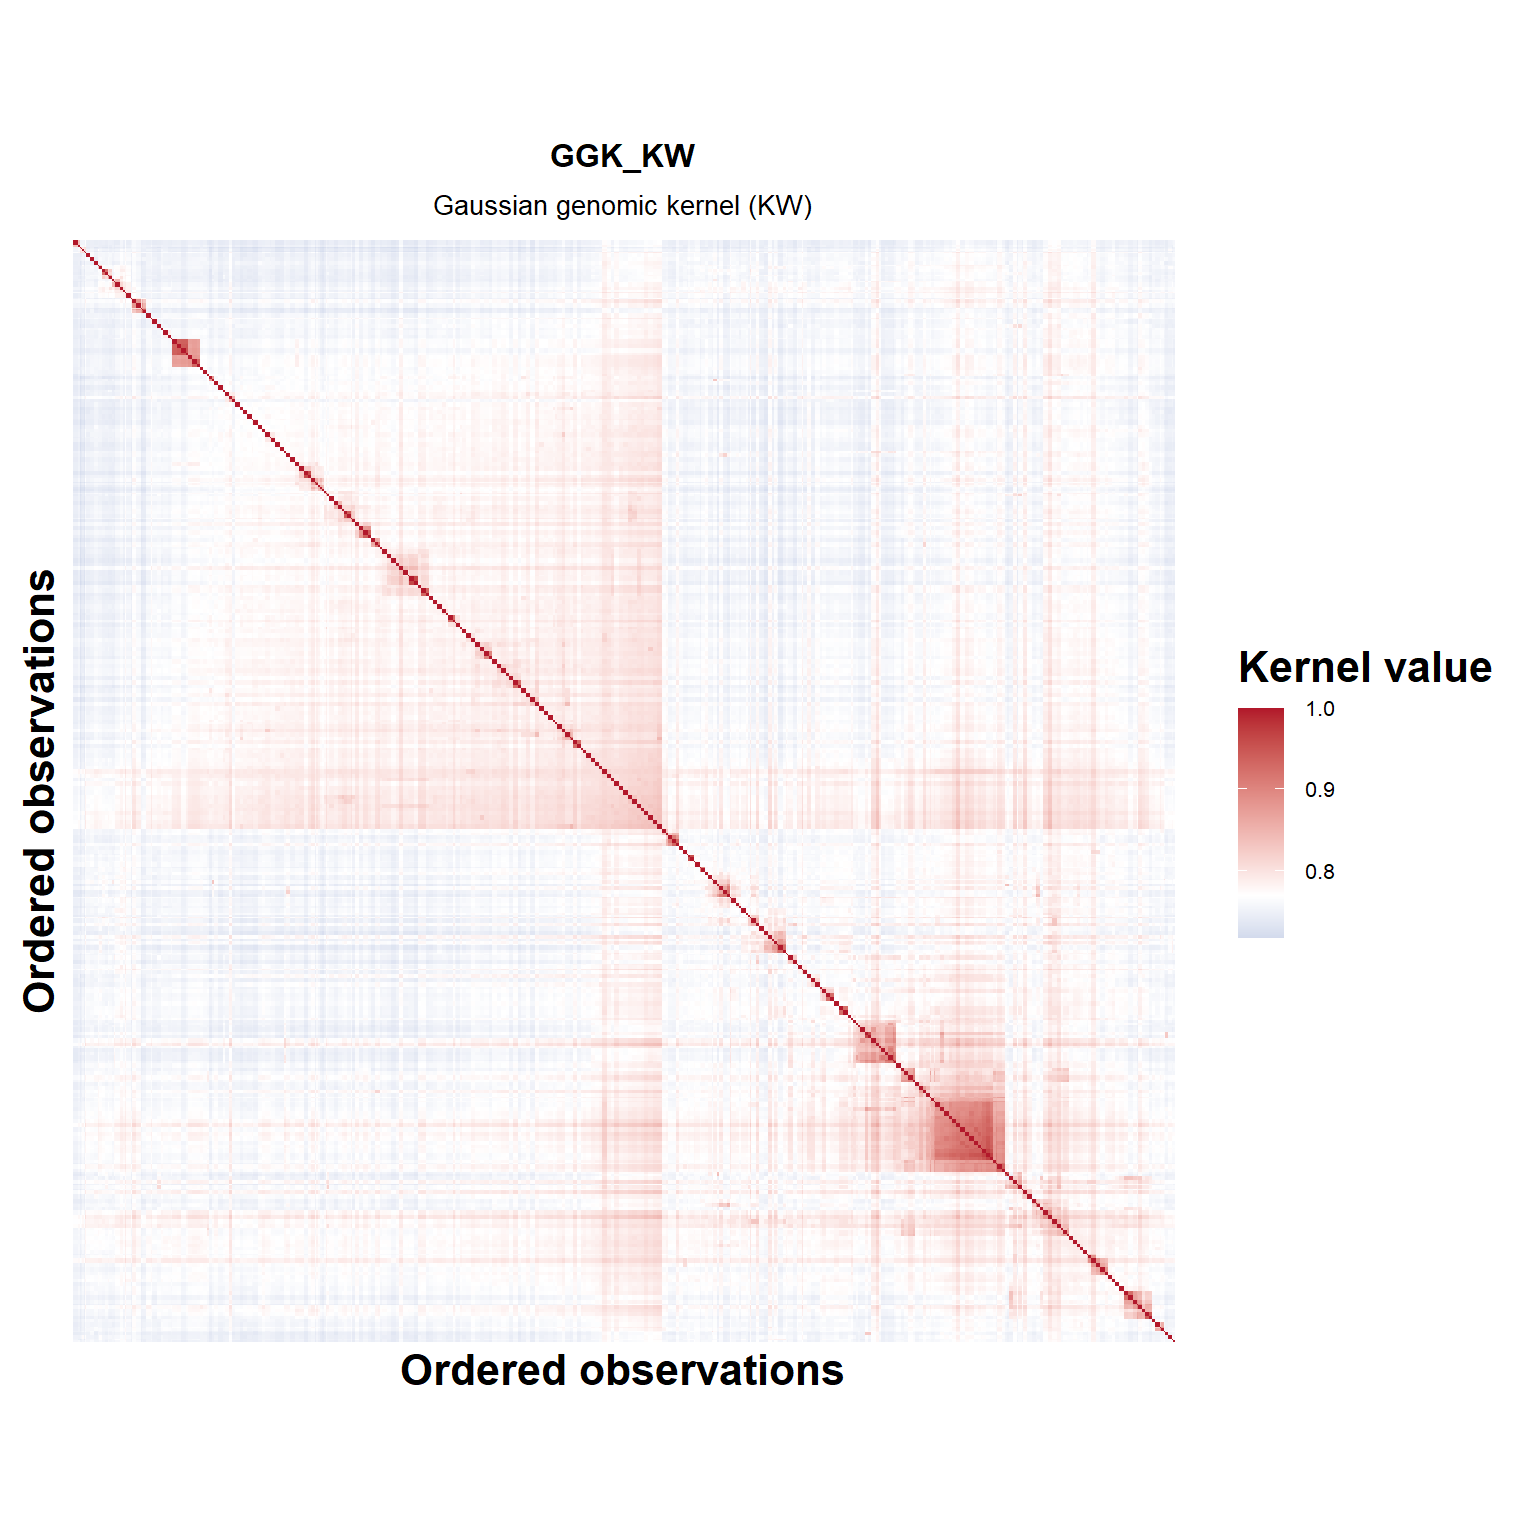 GGK_KW
Gaussian genomic kernel (KW)
Ordered observations
Ordered observations
Kernel value
1.0
0.9
0.8